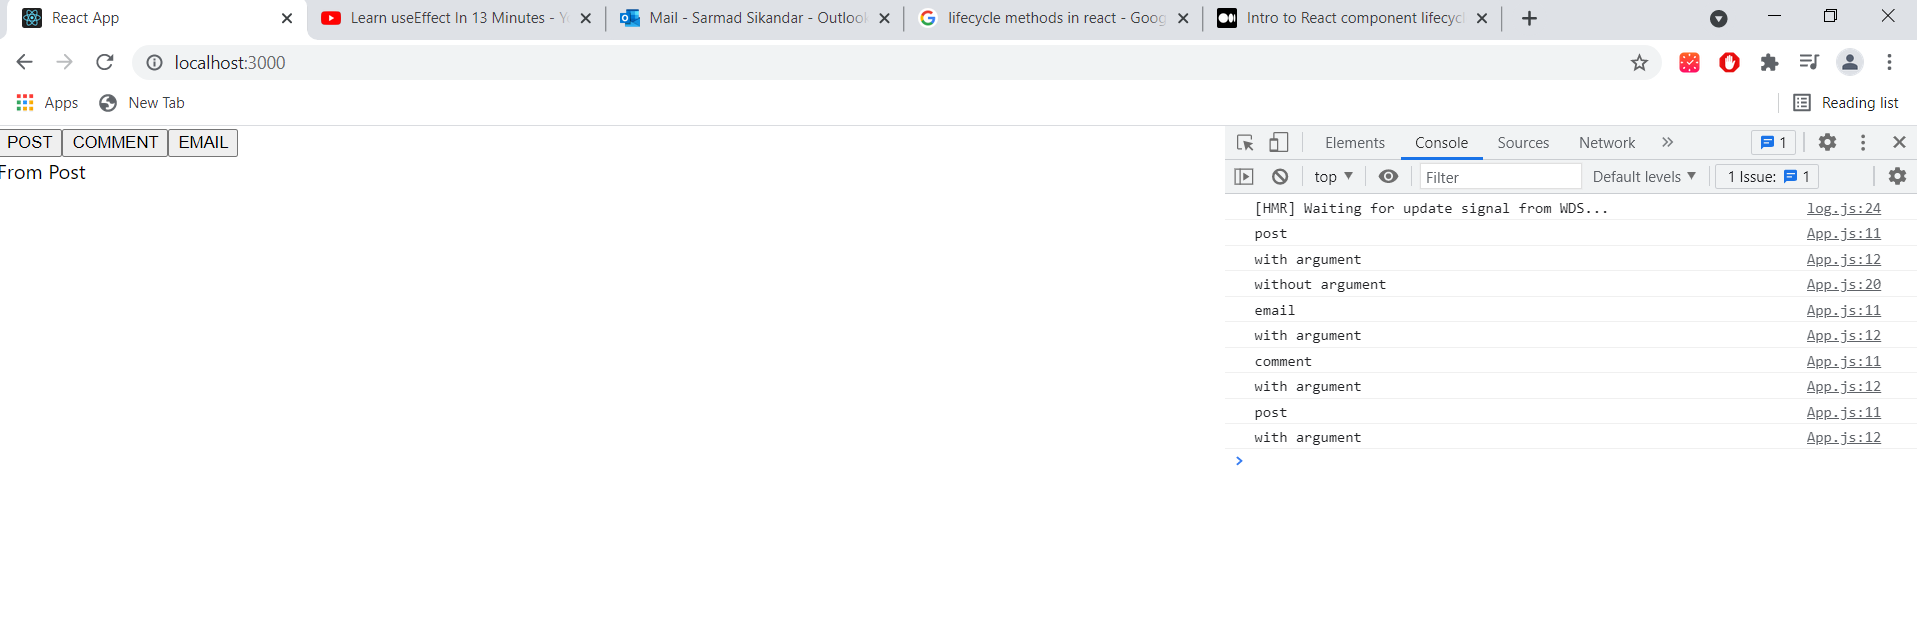 React App
Learn useEffect In 13 Minutes - Y
Mail - Sarmad Sikandar - Outlook
lifecycle methods in react - Goog
Intro to React component lifecycl
localhost:3000
Apps
New Tab
Reading list
POST COMMENT EMAIL
From Post
Elements Console Sources Network » 1
top Filter Default levels 1 Issue: 1
[HMR] Waiting for update signal from WDS... log.js:24
post App.js:11
with argument App.js:12
without argument App.js:20
email App.js:11
with argument App.js:12
comment App.js:11
with argument App.js:12
post App.js:11
with argument App.js:12